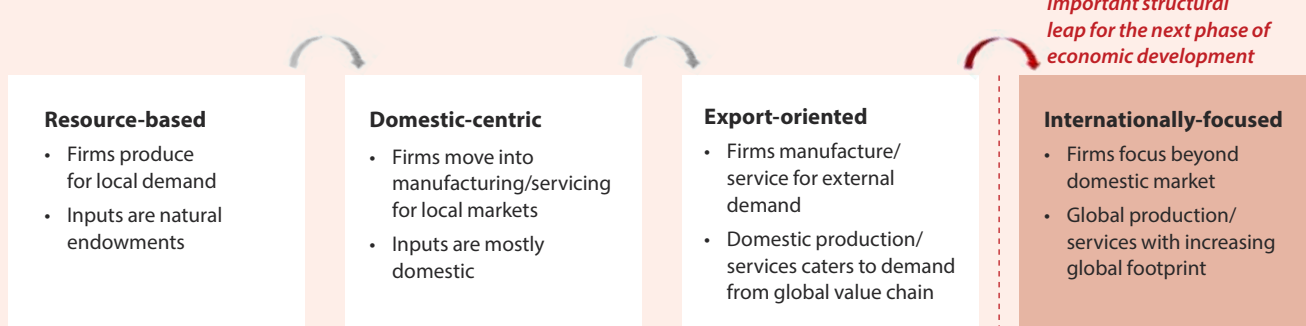 Important structural
leap for the next phase of
economic development
Resource-based
• Firms produce
for local demand
• Inputs are natural
endowments
Domestic-centric
• Firms move into
manufacturing/servicing
for local markets
• Inputs are mostly
domestic
Export-oriented
• Firms manufacture/
service for external
demand
• Domestic production/
services caters to demand
from global value chain
Internationally-focused
• Firms focus beyond
domestic market
• Global production/
services with increasing
global footprint